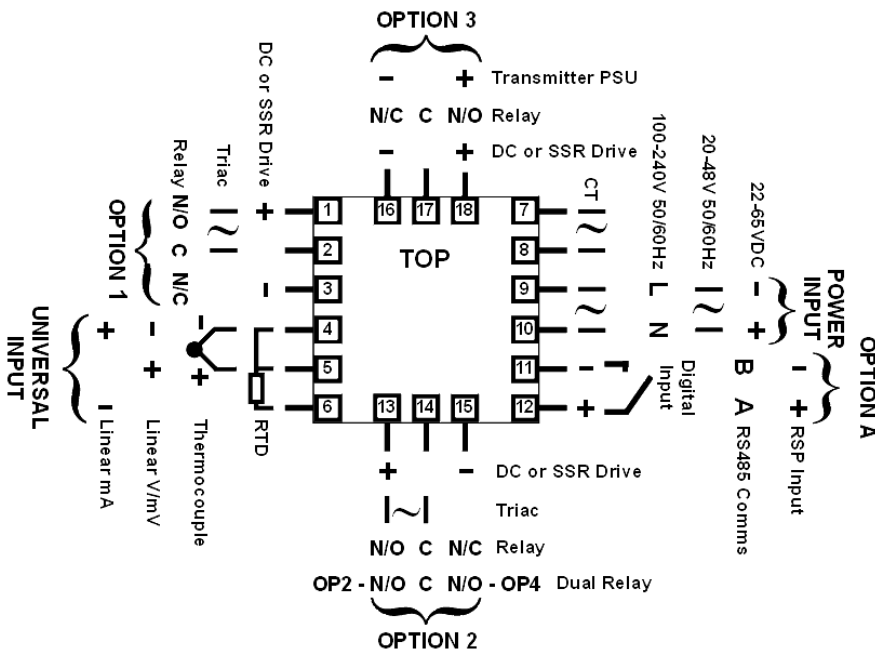 OPTION 3
- + Transmitter PSU
N/C C N/O Relay
- + DC or SSR Drive
16 17 18
TOP
1
2
3
4
5
6
7
8
9
10
11
12
13 14 15
DC or SSR Drive
+ -
Triac
~
Relay N/O C N/C
OPTION 1
UNIVERSAL
INPUT
+ - Linear mA
- + Linear V/mV
- + Thermocouple
RTD
CT
~
~
100-240V 50/60Hz L N
20-48V 50/60Hz
~
22-65VDC - +
POWER
INPUT
- + Digital
Input
B A RS485 Comms
- + RSP Input
OPTION A
+ - DC or SSR Drive
~ Triac
N/O C N/C Relay
OP2 - N/O C N/O - OP4 Dual Relay
OPTION 2